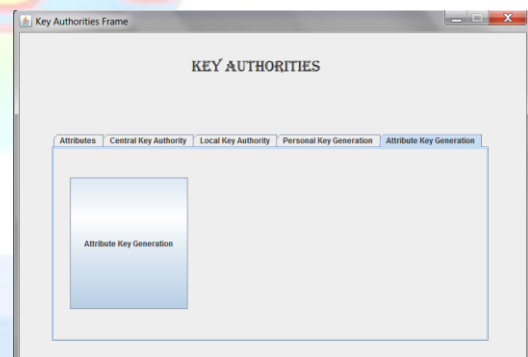 Key Authorities Frame
KEY AUTHORITIES
Attributes Central Key Authority Local Key Authority Personal Key Generation Attribute Key Generation
Attribute Key Generation